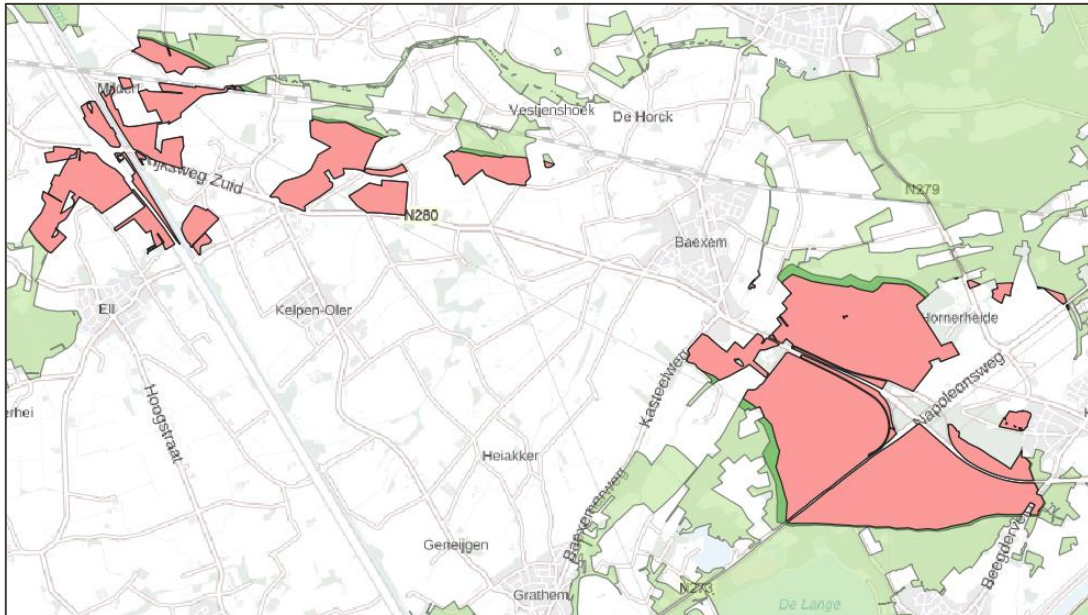 Vestjenshoek
De Horck
Rijksweg Zuid
N279
N280
Baexem
Ell
Kelpen-Oler
Hornerheide
Kasteelweg
Napoleonsweg
Hoogstraat
Heiakker
Baexemerweg
Gerleijgen
Grathem
N273
De Lange